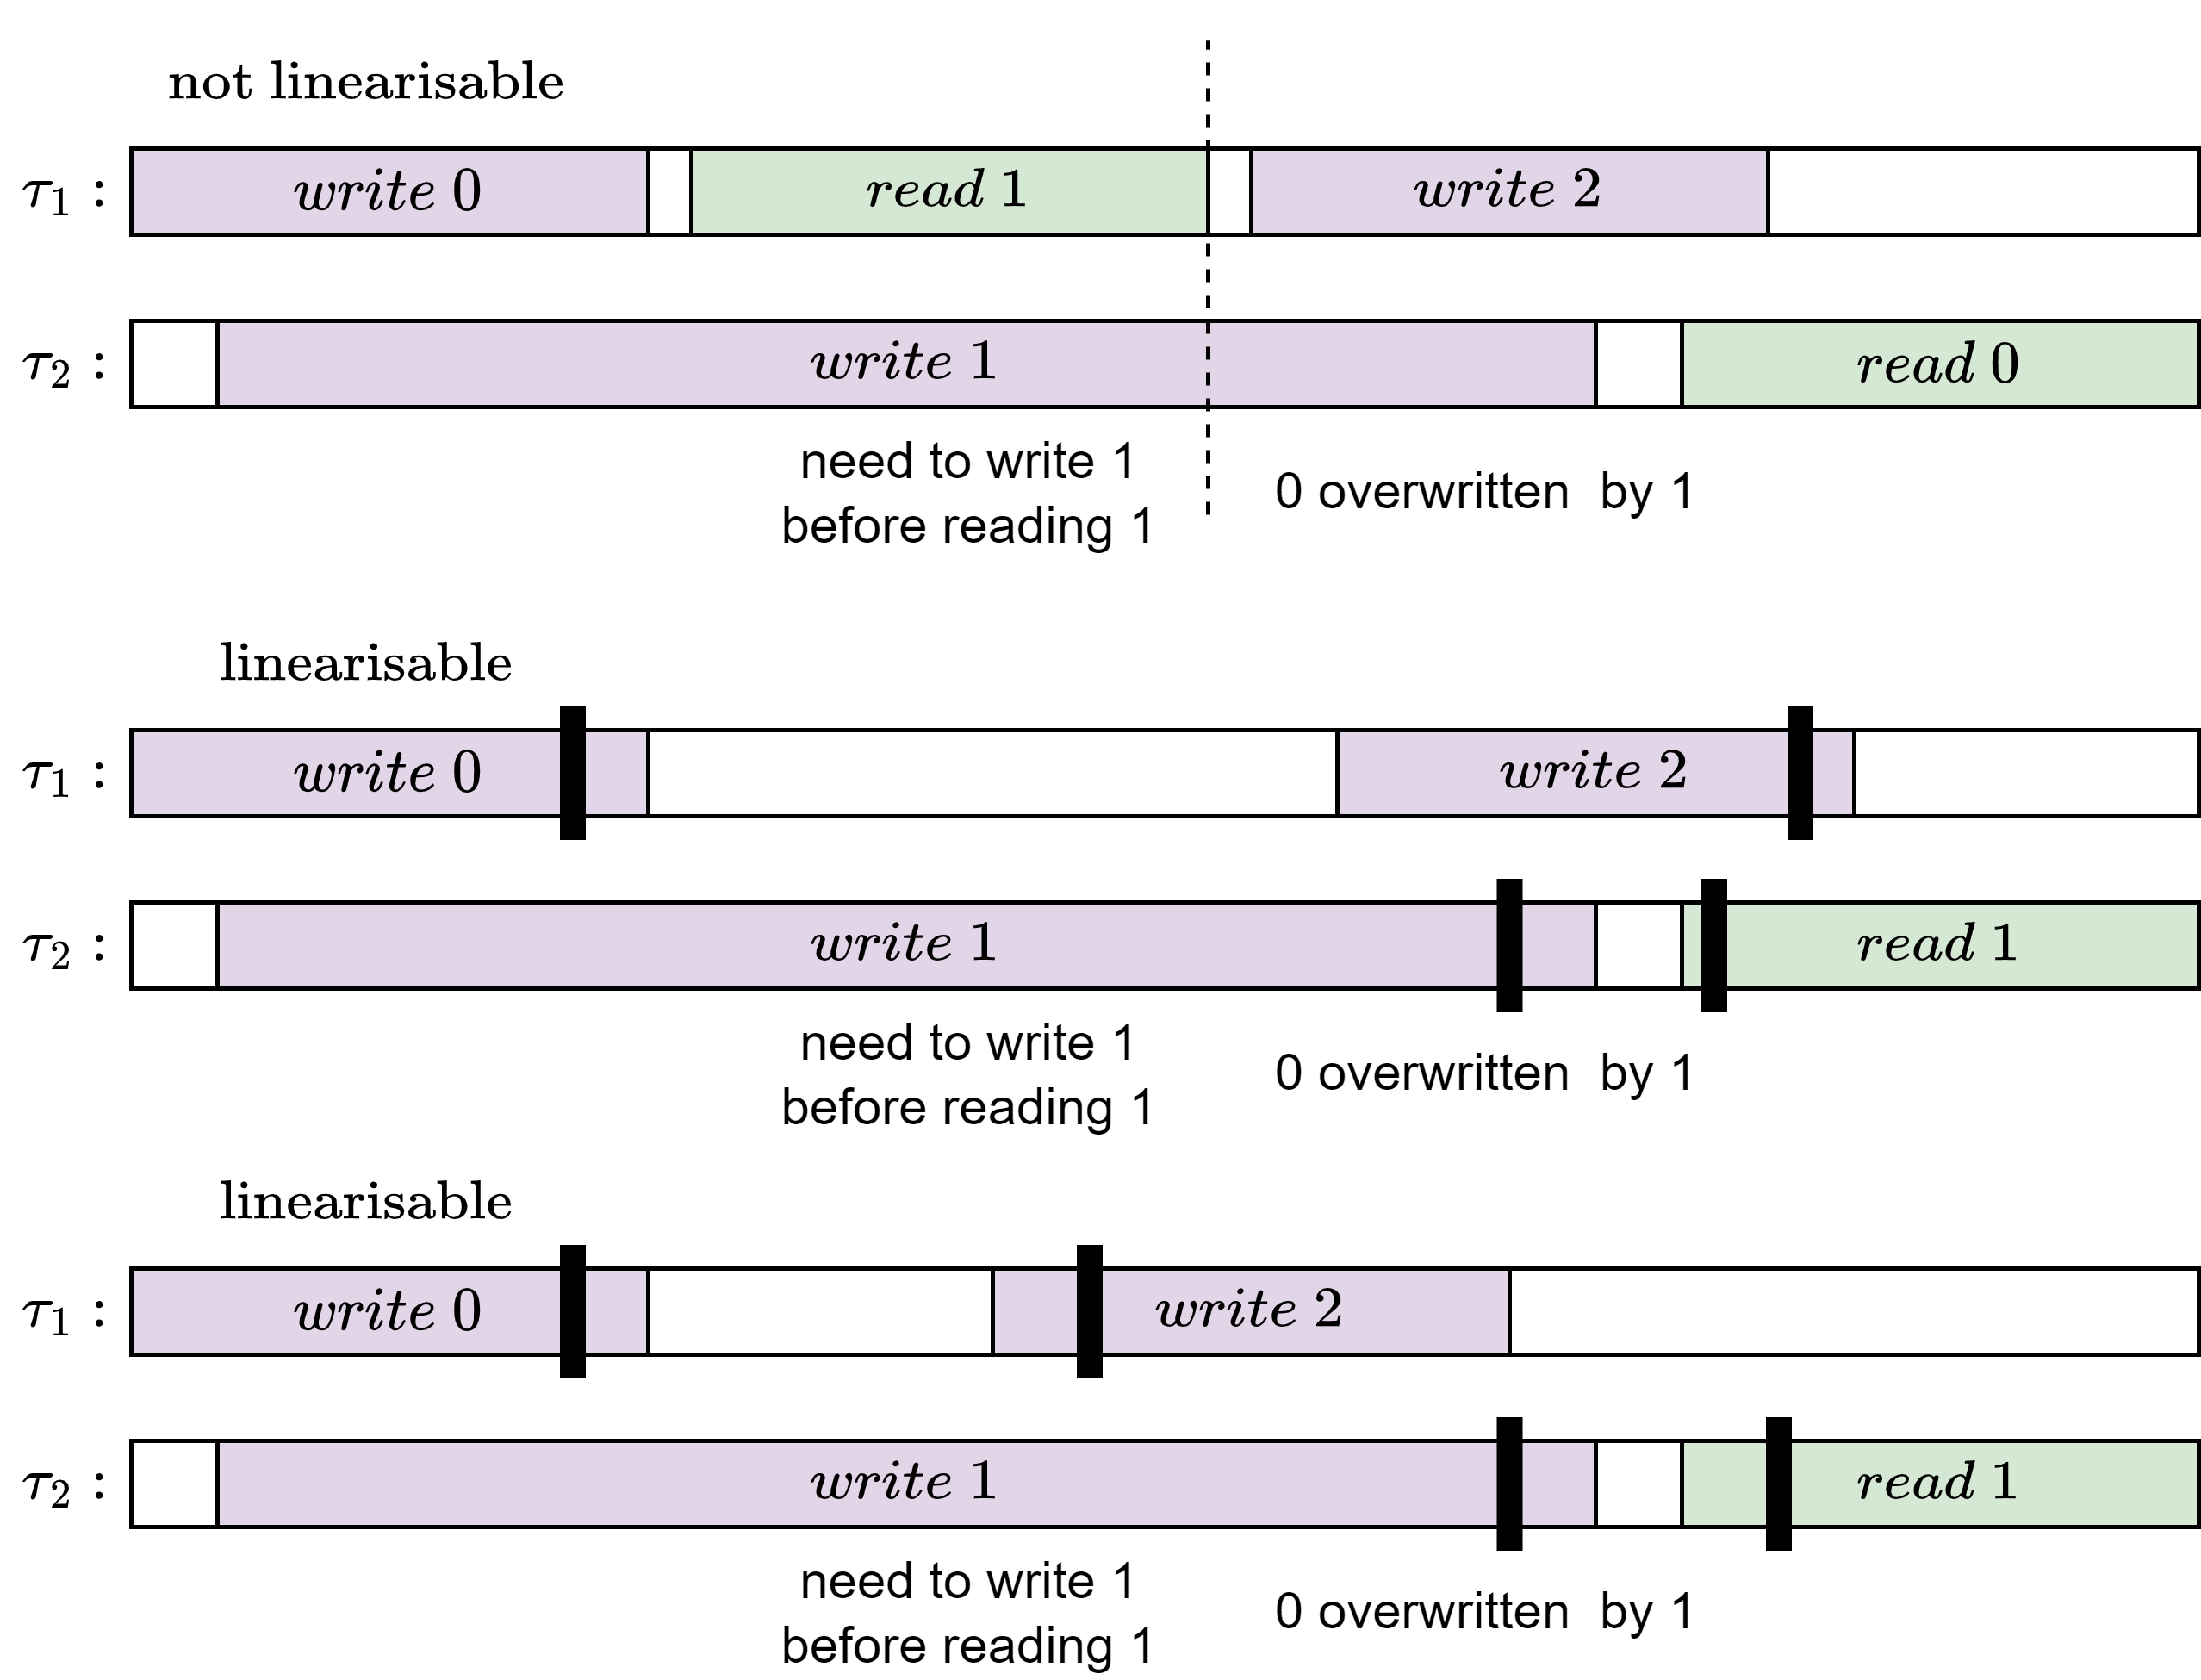 not linearisable
τ₁ : write 0 read 1 write 2
τ₂ : write 1 read 0
need to write 1
before reading 1
0 overwritten by 1
linearisable
τ₁ : write 0 write 2
τ₂ : write 1 read 1
need to write 1
before reading 1
0 overwritten by 1
linearisable
τ₁ : write 0 write 2
τ₂ : write 1 read 1
need to write 1
before reading 1
0 overwritten by 1